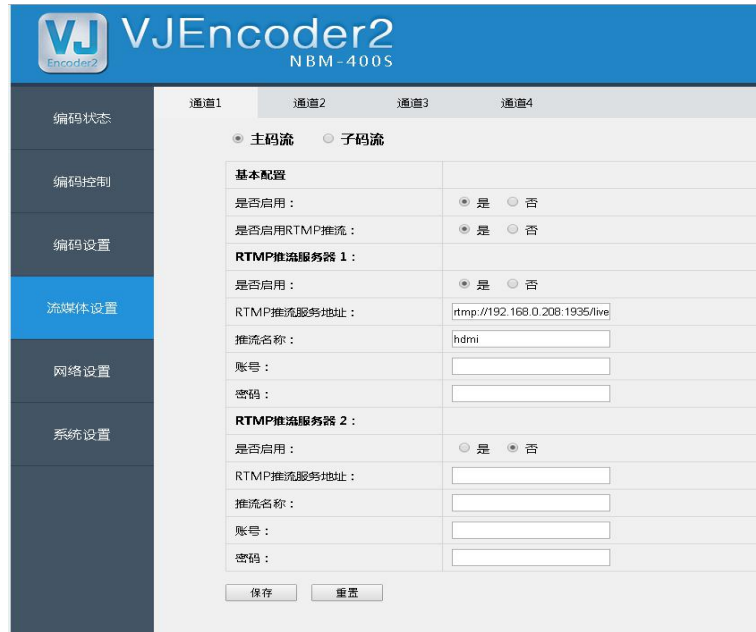 VJ
Encoder2
VJEncoder2
NBM-400S
编码状态
编码控制
编码设置
流媒体设置
网络设置
系统设置
通道1 通道2 通道3 通道4
主码流 子码流
基本配置
是否启用： 是 否
是否启用RTMP推流： 是 否
RTMP推流服务器 1：
是否启用： 是 否
RTMP推流服务地址： rtmp://192.168.0.208:1935/live
推流名称： hdmi
账号：
密码：
RTMP推流服务器 2：
是否启用： 是 否
RTMP推流服务地址：
推流名称：
账号：
密码：
保存 重置